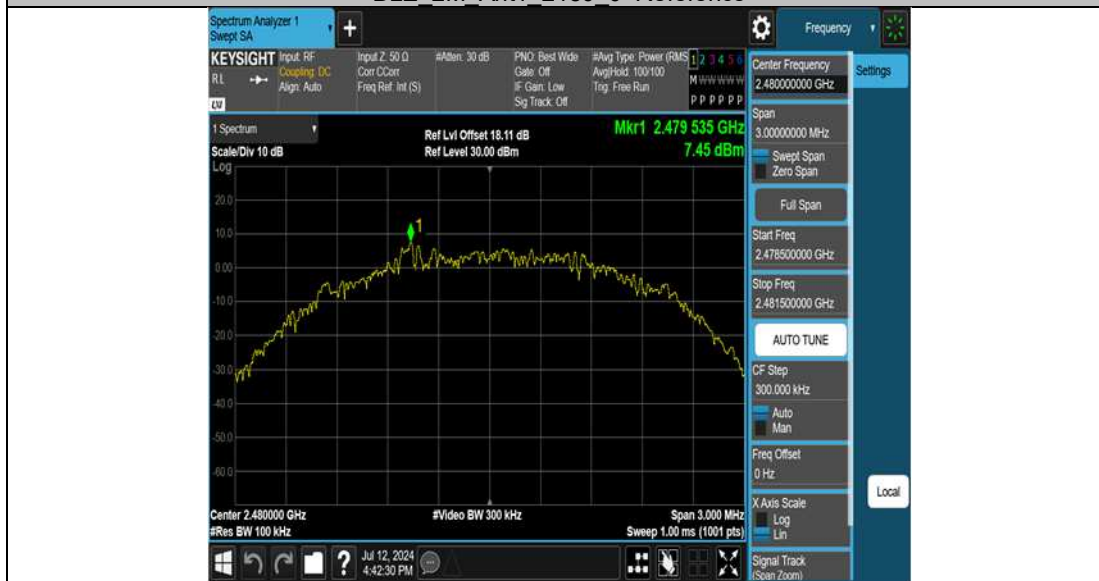 Spectrum Analyzer 1
Swept SA
+
Frequency
KEYSIGHT
RL
Input: RF
Coupling: DC
Align: Auto
Input Z: 50 Ω
Corr CCorr
Freq Ref: Int (S)
#Atten: 30 dB
PNO: Best Wide
Gate: Off
IF Gain: Low
Sig Track: Off
#Avg Type: Power (RMS
Avg|Hold: 100/100
Trig: Free Run
1 2 3 4 5 6
M W W W W W
P P P P P P
1 Spectrum
Scale/Div 10 dB
Log
Ref Lvl Offset 18.11 dB
Ref Level 30.00 dBm
Mkr1 2.479 535 GHz
7.45 dBm
1
20.0
10.0
0.00
-10.0
-20.0
-30.0
-40.0
-50.0
-60.0
Center 2.480000 GHz
#Res BW 100 kHz
#Video BW 300 kHz
Span 3.000 MHz
Sweep 1.00 ms (1001 pts)
?
Jul 12, 2024
4:42:30 PM
Center Frequency
2.480000000 GHz
Settings
Span
3.00000000 MHz
Swept Span
Zero Span
Full Span
Start Freq
2.478500000 GHz
Stop Freq
2.481500000 GHz
AUTO TUNE
CF Step
300.000 kHz
Auto
Man
Freq Offset
0 Hz
X Axis Scale
Log
Lin
Signal Track
(Span Zoom)
Local